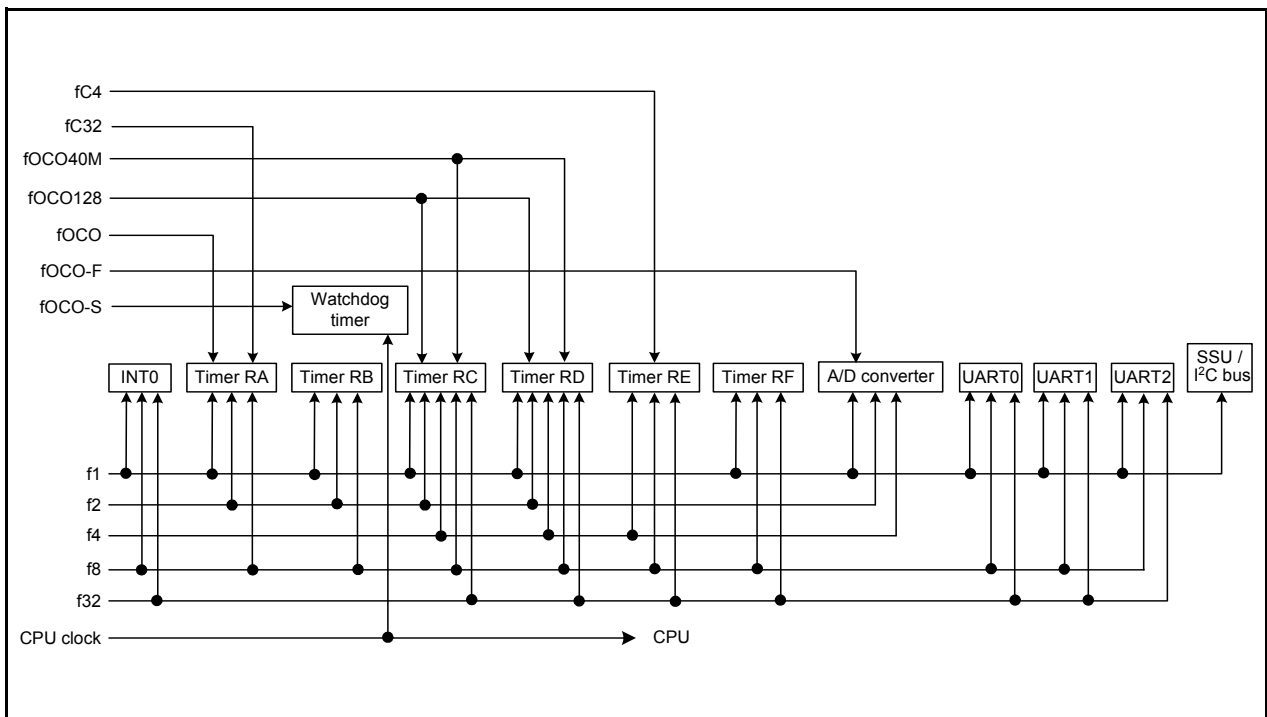 fC4
fC32
fOCO40M
fOCO128
fOCO
fOCO-F
fOCO-S
Watchdog
timer
INT0
Timer RA
Timer RB
Timer RC
Timer RD
Timer RE
Timer RF
A/D converter
UART0
UART1
UART2
SSU /
I²C bus
f1
f2
f4
f8
f32
CPU clock
CPU